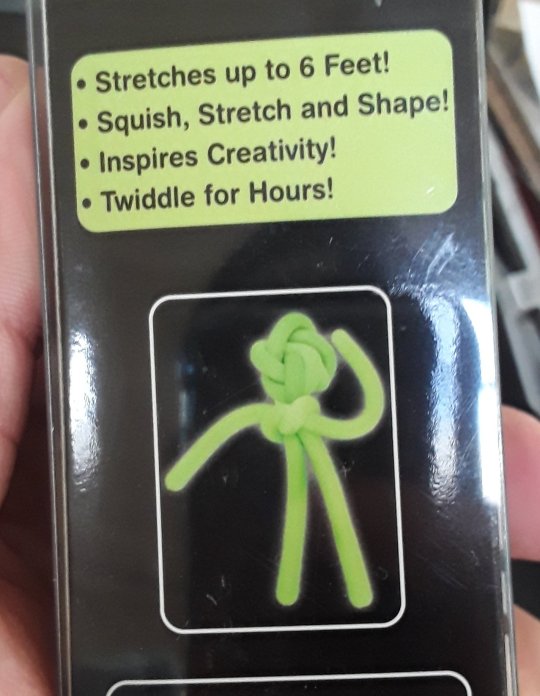 • Stretches up to 6 Feet!
• Squish, Stretch and Shape!
• Inspires Creativity!
• Twiddle for Hours!